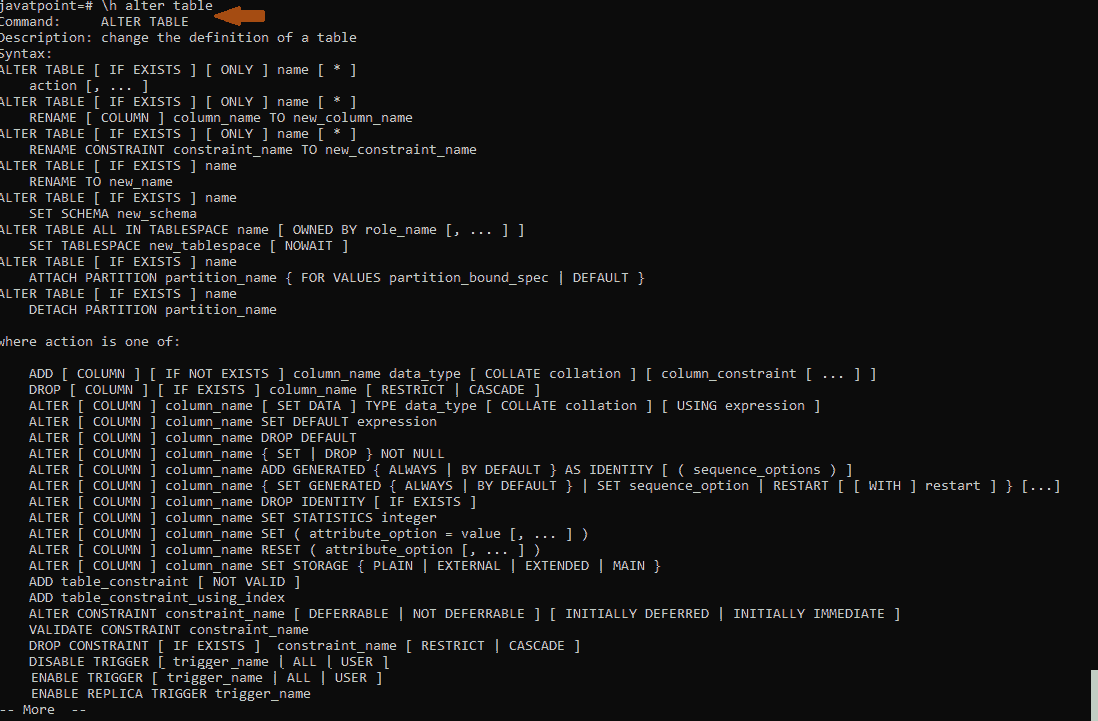 javatpoint=# \h alter table
Command:     ALTER TABLE
Description: change the definition of a table
Syntax:
ALTER TABLE [ IF EXISTS ] [ ONLY ] name [ * ]
    action [, ... ]
ALTER TABLE [ IF EXISTS ] [ ONLY ] name [ * ]
    RENAME [ COLUMN ] column_name TO new_column_name
ALTER TABLE [ IF EXISTS ] [ ONLY ] name [ * ]
    RENAME CONSTRAINT constraint_name TO new_constraint_name
ALTER TABLE [ IF EXISTS ] name
    RENAME TO new_name
ALTER TABLE [ IF EXISTS ] name
    SET SCHEMA new_schema
ALTER TABLE ALL IN TABLESPACE name [ OWNED BY role_name [, ... ] ]
    SET TABLESPACE new_tablespace [ NOWAIT ]
ALTER TABLE [ IF EXISTS ] name
    ATTACH PARTITION partition_name { FOR VALUES partition_bound_spec | DEFAULT }
ALTER TABLE [ IF EXISTS ] name
    DETACH PARTITION partition_name

where action is one of:

    ADD [ COLUMN ] [ IF NOT EXISTS ] column_name data_type [ COLLATE collation ] [ column_constraint [ ... ] ]
    DROP [ COLUMN ] [ IF EXISTS ] column_name [ RESTRICT | CASCADE ]
    ALTER [ COLUMN ] column_name [ SET DATA ] TYPE data_type [ COLLATE collation ] [ USING expression ]
    ALTER [ COLUMN ] column_name SET DEFAULT expression
    ALTER [ COLUMN ] column_name DROP DEFAULT
    ALTER [ COLUMN ] column_name { SET | DROP } NOT NULL
    ALTER [ COLUMN ] column_name ADD GENERATED { ALWAYS | BY DEFAULT } AS IDENTITY [ ( sequence_options ) ]
    ALTER [ COLUMN ] column_name { SET GENERATED { ALWAYS | BY DEFAULT } | SET sequence_option | RESTART [ [ WITH ] restart ] } [...]
    ALTER [ COLUMN ] column_name DROP IDENTITY [ IF EXISTS ]
    ALTER [ COLUMN ] column_name SET STATISTICS integer
    ALTER [ COLUMN ] column_name SET ( attribute_option = value [, ... ] )
    ALTER [ COLUMN ] column_name RESET ( attribute_option [, ... ] )
    ALTER [ COLUMN ] column_name SET STORAGE { PLAIN | EXTERNAL | EXTENDED | MAIN }
    ADD table_constraint [ NOT VALID ]
    ADD table_constraint_using_index
    ALTER CONSTRAINT constraint_name [ DEFERRABLE | NOT DEFERRABLE ] [ INITIALLY DEFERRED | INITIALLY IMMEDIATE ]
    VALIDATE CONSTRAINT constraint_name
    DROP CONSTRAINT [ IF EXISTS ]  constraint_name [ RESTRICT | CASCADE ]
    DISABLE TRIGGER [ trigger_name | ALL | USER ]
    ENABLE TRIGGER [ trigger_name | ALL | USER ]
    ENABLE REPLICA TRIGGER trigger_name
-- More  --